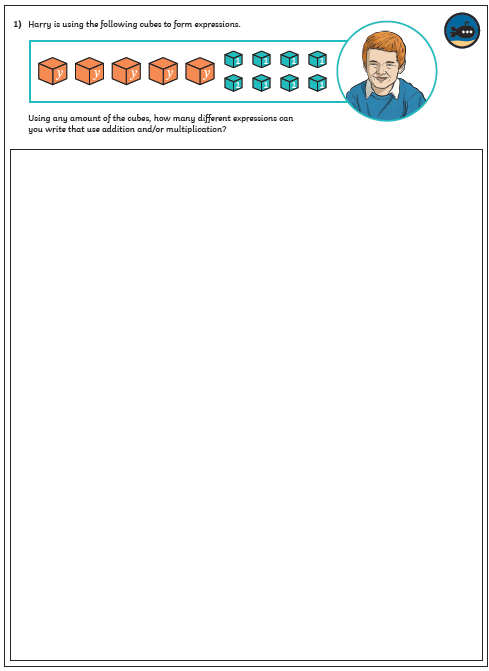 1) Harry is using the following cubes to form expressions.
y y y y y 1 1 1 1
1 1 1 1
Using any amount of the cubes, how many different expressions can
you write that use addition and/or multiplication?